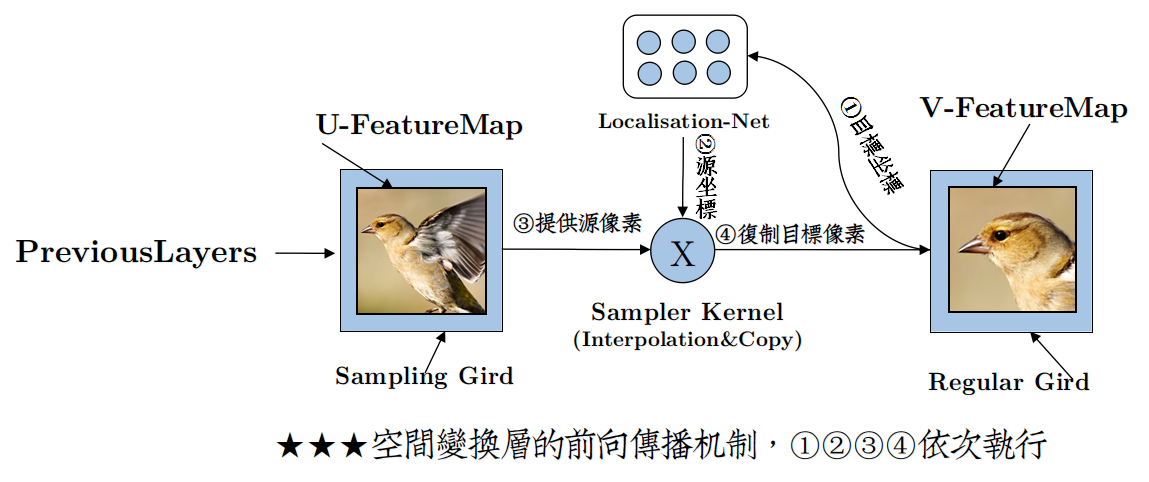 Localisation-Net
U-FeatureMap
V-FeatureMap
①目標坐標
②源坐標
③提供源像素
④復制目標像素
PreviousLayers
X
Sampler Kernel
(Interpolation&Copy)
Sampling Gird
Regular Gird
★★★空間變換層的前向傳播机制，①②③④依次執行